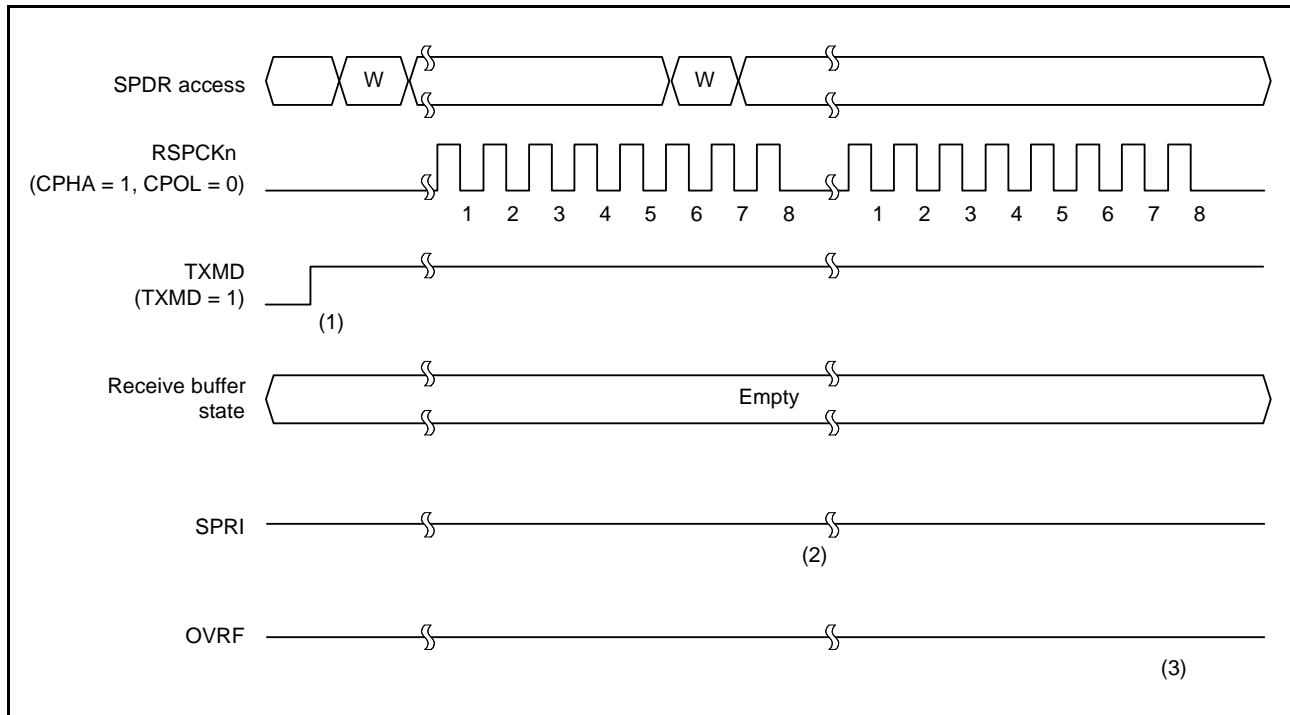 SPDR access
W
W
RSPCKn
(CPHA = 1, CPOL = 0)
1 2 3 4 5 6 7 8 1 2 3 4 5 6 7 8
TXMD
(TXMD = 1)
(1)
Receive buffer
state
Empty
SPRI
(2)
OVRF
(3)